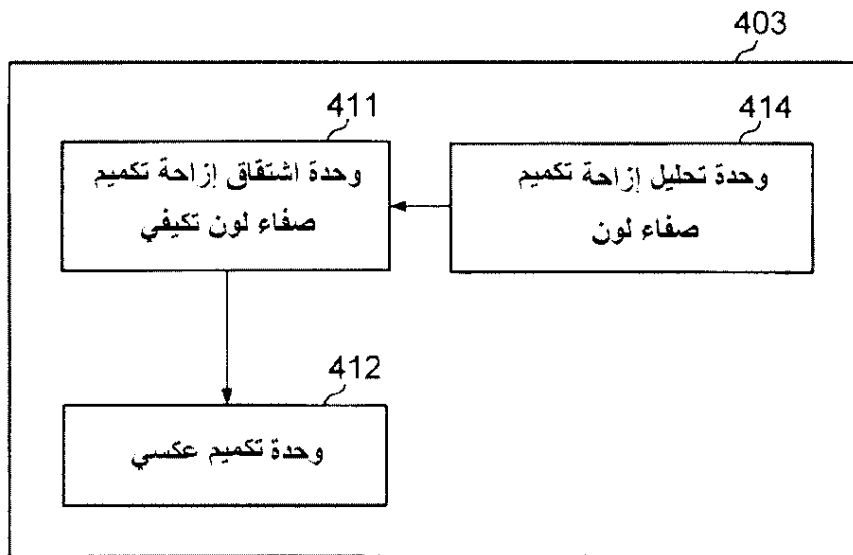 403
411
وحدة اشتقاق إزاحة تكميم
صفاء لون تكيفي
414
وحدة تحليل إزاحة تكميم
صفاء لون
412
وحدة تكميم عكسي